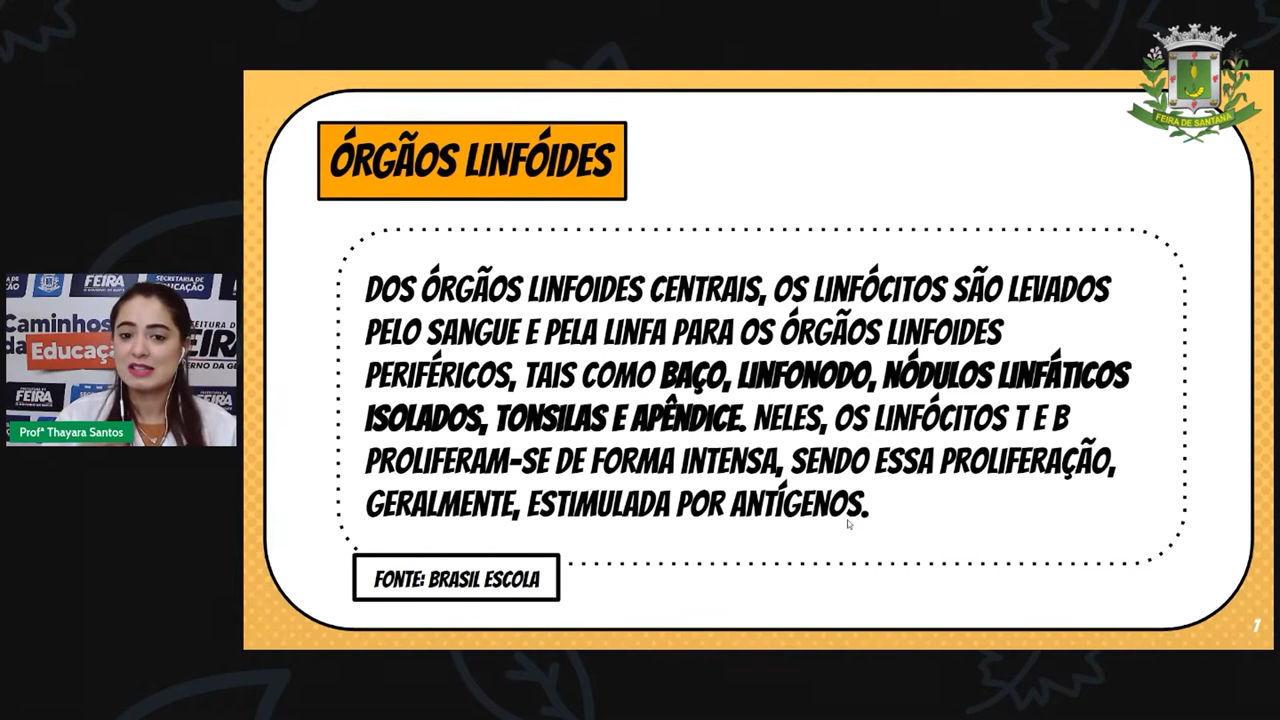 FEIRA DE SANTANA
ÓRGÃOS LINFÓIDES
DOS ÓRGÃOS LINFOIDES CENTRAIS, OS LINFÓCITOS SÃO LEVADOS
PELO SANGUE E PELA LINFA PARA OS ÓRGÃOS LINFOIDES
PERIFÉRICOS, TAIS COMO BAÇO, LINFONODO, NÓDULOS LINFÁTICOS
ISOLADOS, TONSILAS E APÊNDICE. NELES, OS LINFÓCITOS T E B
PROLIFERAM-SE DE FORMA INTENSA, SENDO ESSA PROLIFERAÇÃO,
GERALMENTE, ESTIMULADA POR ANTÍGENOS.
FONTE: BRASIL ESCOLA
1
FEIRA
SECRETARIA DE
EDUCAÇÃO
Caminhos
da Educaç
FEIRA
FEIRA
Profª Thayara Santos